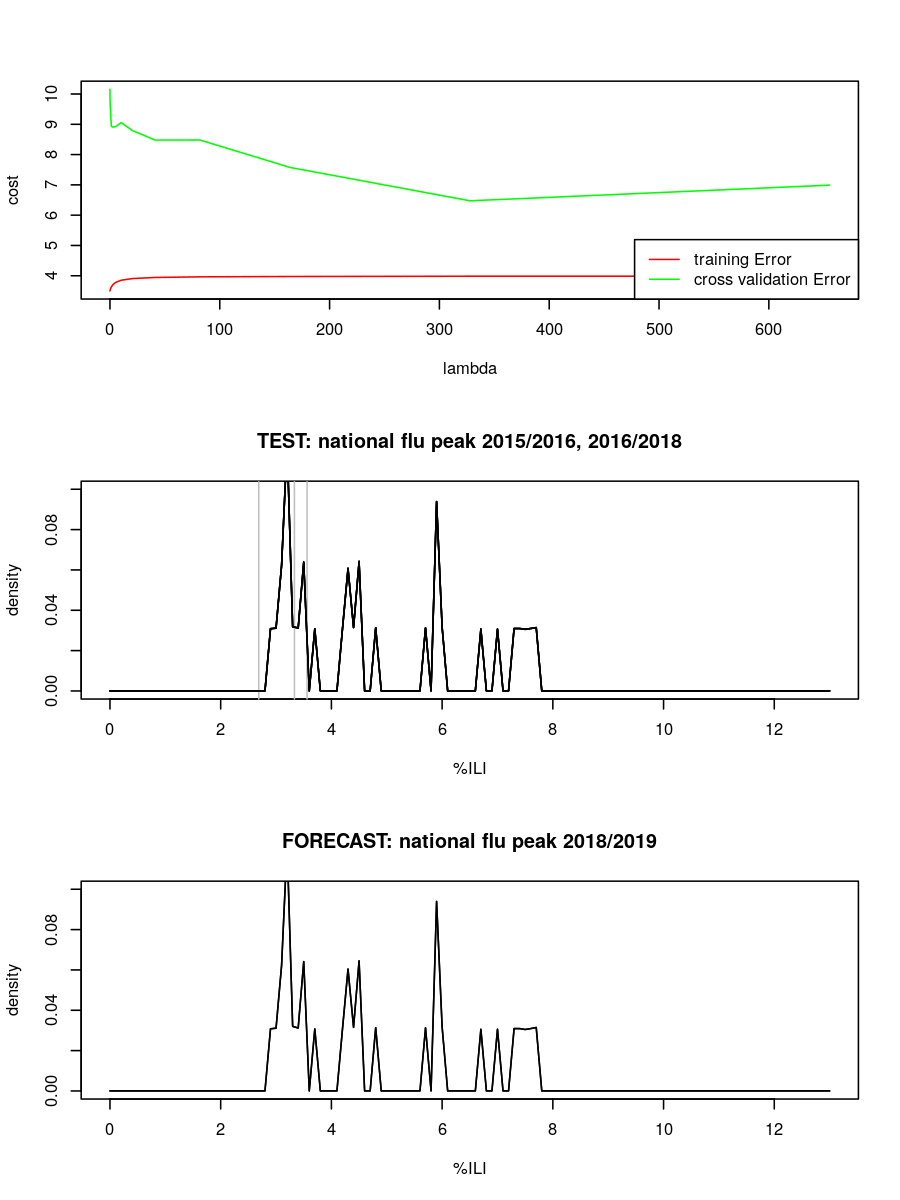 10
9
8
7
6
5
4
cost
training Error
cross validation Error
0 100 200 300 400 500 600
lambda
TEST: national flu peak 2015/2016, 2016/2018
0.08
0.04
0.00
density
0 2 4 6 8 10 12
%ILI
FORECAST: national flu peak 2018/2019
0.08
0.04
0.00
density
0 2 4 6 8 10 12
%ILI